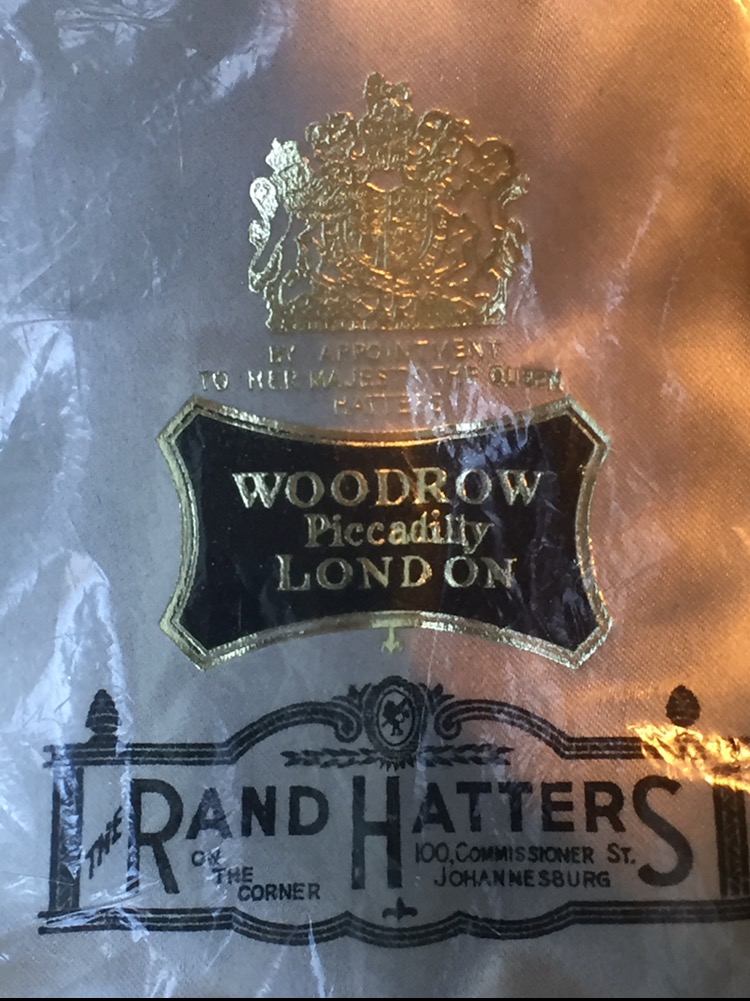 BY APPOINTMENT
TO HER MAJESTY THE QUEEN
HATTERS
WOODROW
Piccadilly
LONDON
THE RAND HATTERS
ON THE CORNER
100, COMMISSIONER ST.
JOHANNESBURG